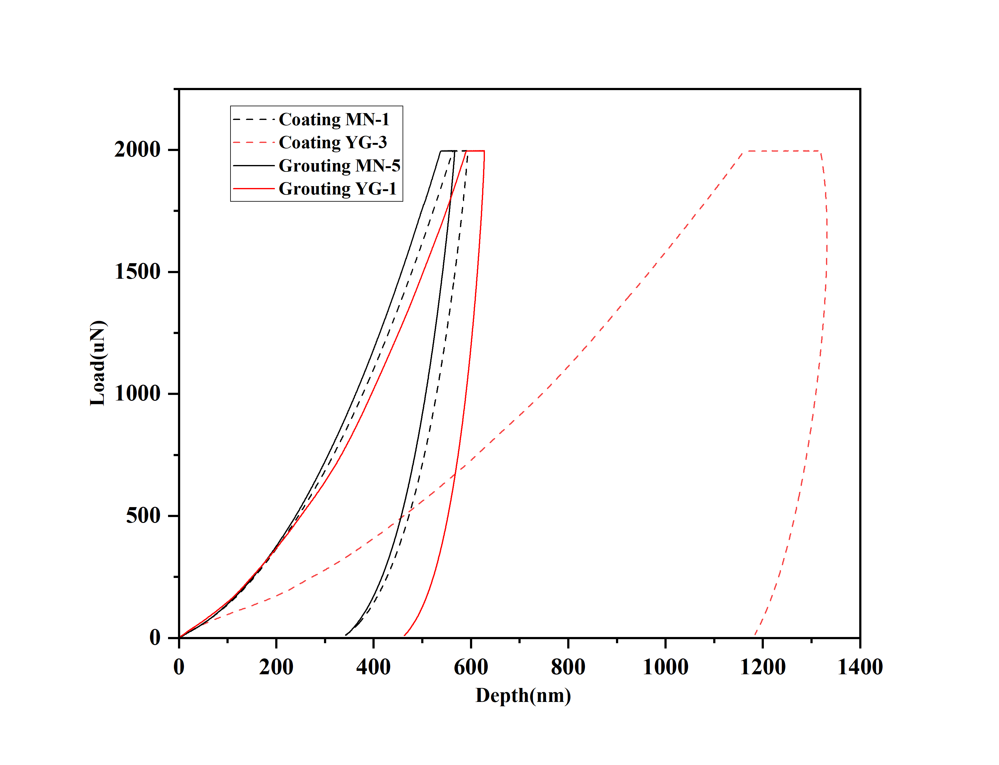 Coating MN-1
Coating YG-3
Grouting MN-5
Grouting YG-1
2000
1500
1000
500
0
Load(uN)
0 200 400 600 800 1000 1200 1400
Depth(nm)